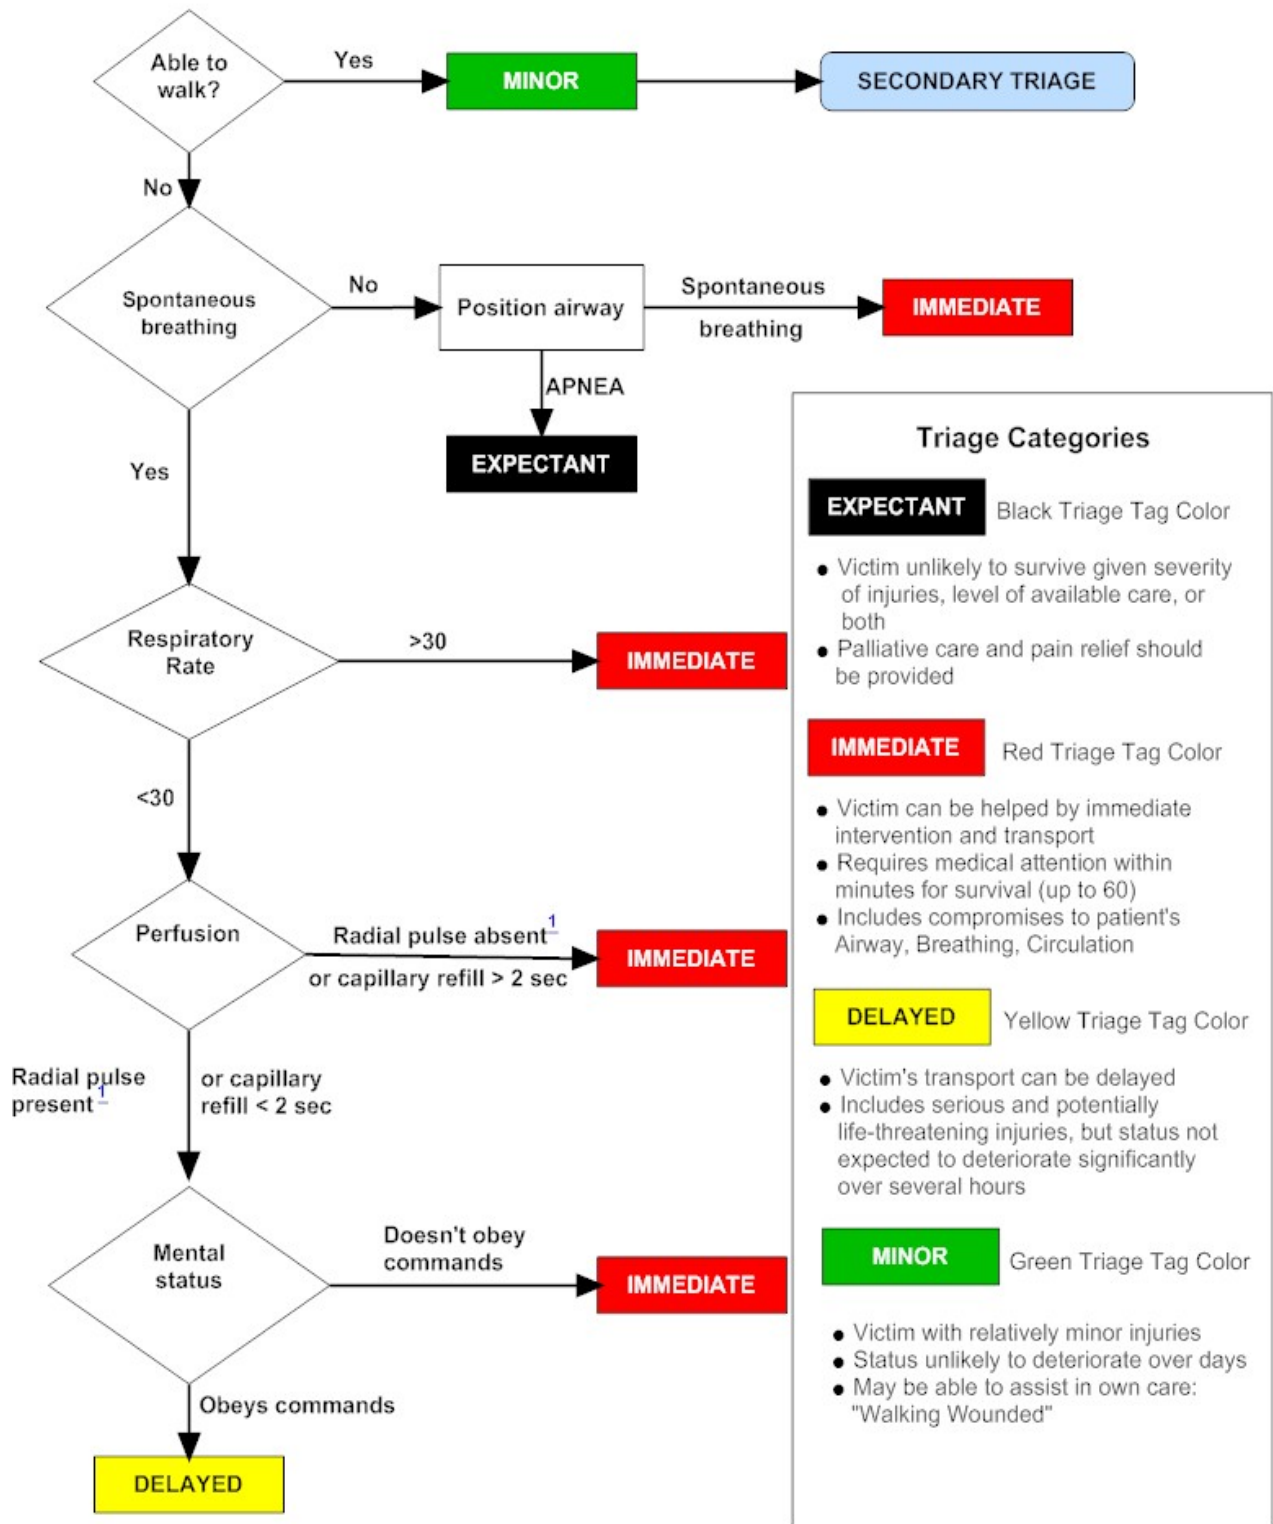 Able to
walk?
Yes
MINOR
SECONDARY TRIAGE
No
Spontaneous
breathing
No
Position airway
Spontaneous
breathing
IMMEDIATE
APNEA
EXPECTANT
Yes
Respiratory
Rate
>30
IMMEDIATE
<30
Perfusion
Radial pulse absent 1
or capillary refill > 2 sec
IMMEDIATE
Radial pulse
present 1
or capillary
refill < 2 sec
Mental
status
Doesn't obey
commands
IMMEDIATE
Obeys commands
DELAYED
Triage Categories
EXPECTANT Black Triage Tag Color
● Victim unlikely to survive given severity
of injuries, level of available care, or
both
● Palliative care and pain relief should
be provided
IMMEDIATE Red Triage Tag Color
● Victim can be helped by immediate
intervention and transport
● Requires medical attention within
minutes for survival (up to 60)
● Includes compromises to patient's
Airway, Breathing, Circulation
DELAYED Yellow Triage Tag Color
● Victim's transport can be delayed
● Includes serious and potentially
life-threatening injuries, but status not
expected to deteriorate significantly
over several hours
MINOR Green Triage Tag Color
● Victim with relatively minor injuries
● Status unlikely to deteriorate over days
● May be able to assist in own care:
"Walking Wounded"